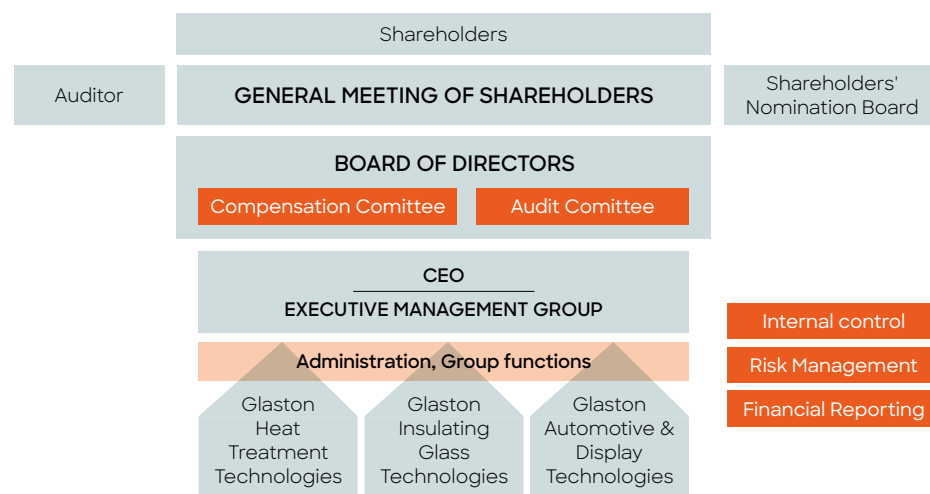 Shareholders
Auditor
GENERAL MEETING OF SHAREHOLDERS
Shareholders'
Nomination Board
BOARD OF DIRECTORS
Compensation Comittee
Audit Comittee
CEO
EXECUTIVE MANAGEMENT GROUP
Internal control
Administration, Group functions
Risk Management
Financial Reporting
Glaston
Heat
Treatment
Technologies
Glaston
Insulating
Glass
Technologies
Glaston
Automotive &
Display
Technologies